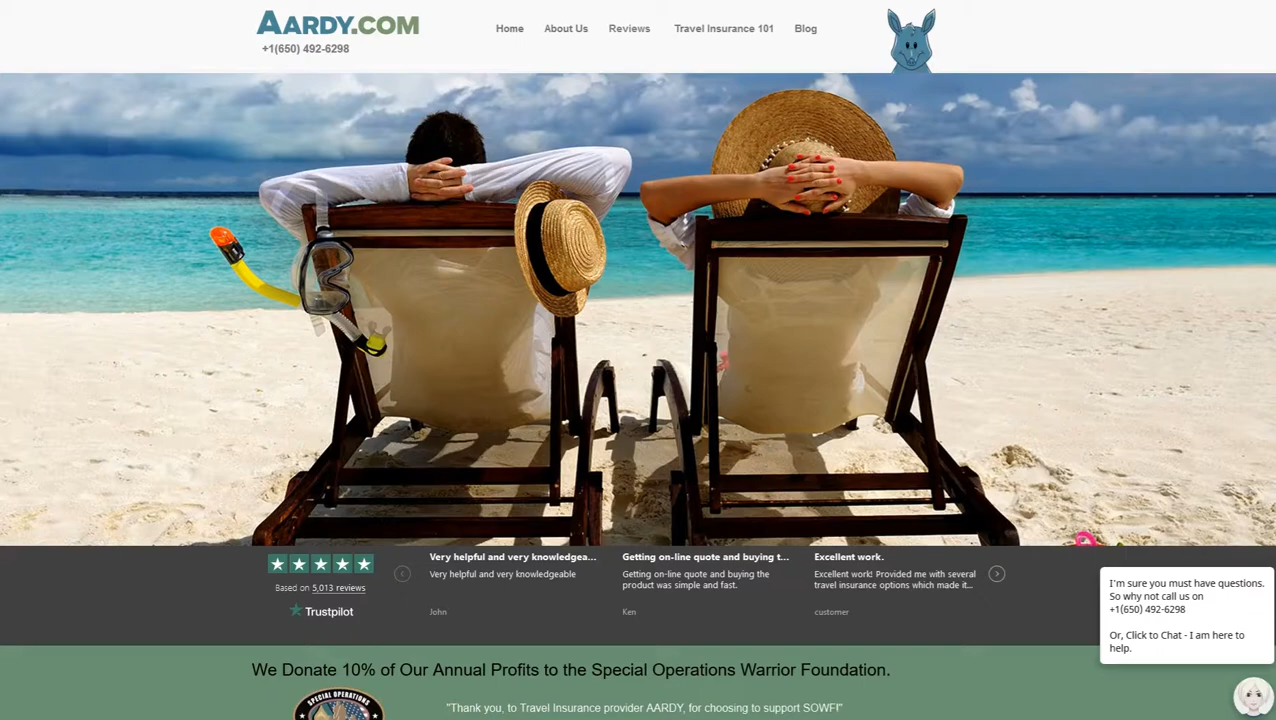 AARDY.COM
+1(650) 492-6298
Home About Us Reviews Travel Insurance 101 Blog
Based on 5,013 reviews
Trustpilot
Very helpful and very knowledgea...
Very helpful and very knowledgeable
John
Getting on-line quote and buying t...
Getting on-line quote and buying the
product was simple and fast.
Ken
Excellent work.
Excellent work! Provided me with several
travel insurance options which made it...
customer
I'm sure you must have questions.
So why not call us on
+1(650) 492-6298
Or, Click to Chat - I am here to
help.
We Donate 10% of Our Annual Profits to the Special Operations Warrior Foundation.
SPECIAL OPERATIONS
"Thank you, to Travel Insurance provider AARDY, for choosing to support SOWF!"